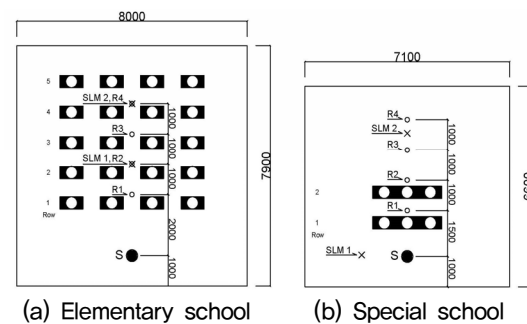 8000
7100
5
SLM 2, R4
4
R3
3
SLM 1, R2
2
R1
1
Row
S
1000
1000
1000
2000
1000
7900
R4
SLM 2
R3
R2
2
R1
1
Row
SLM 1
S
1000
1000
1000
1500
1000
(a) Elementary school
(b) Special school